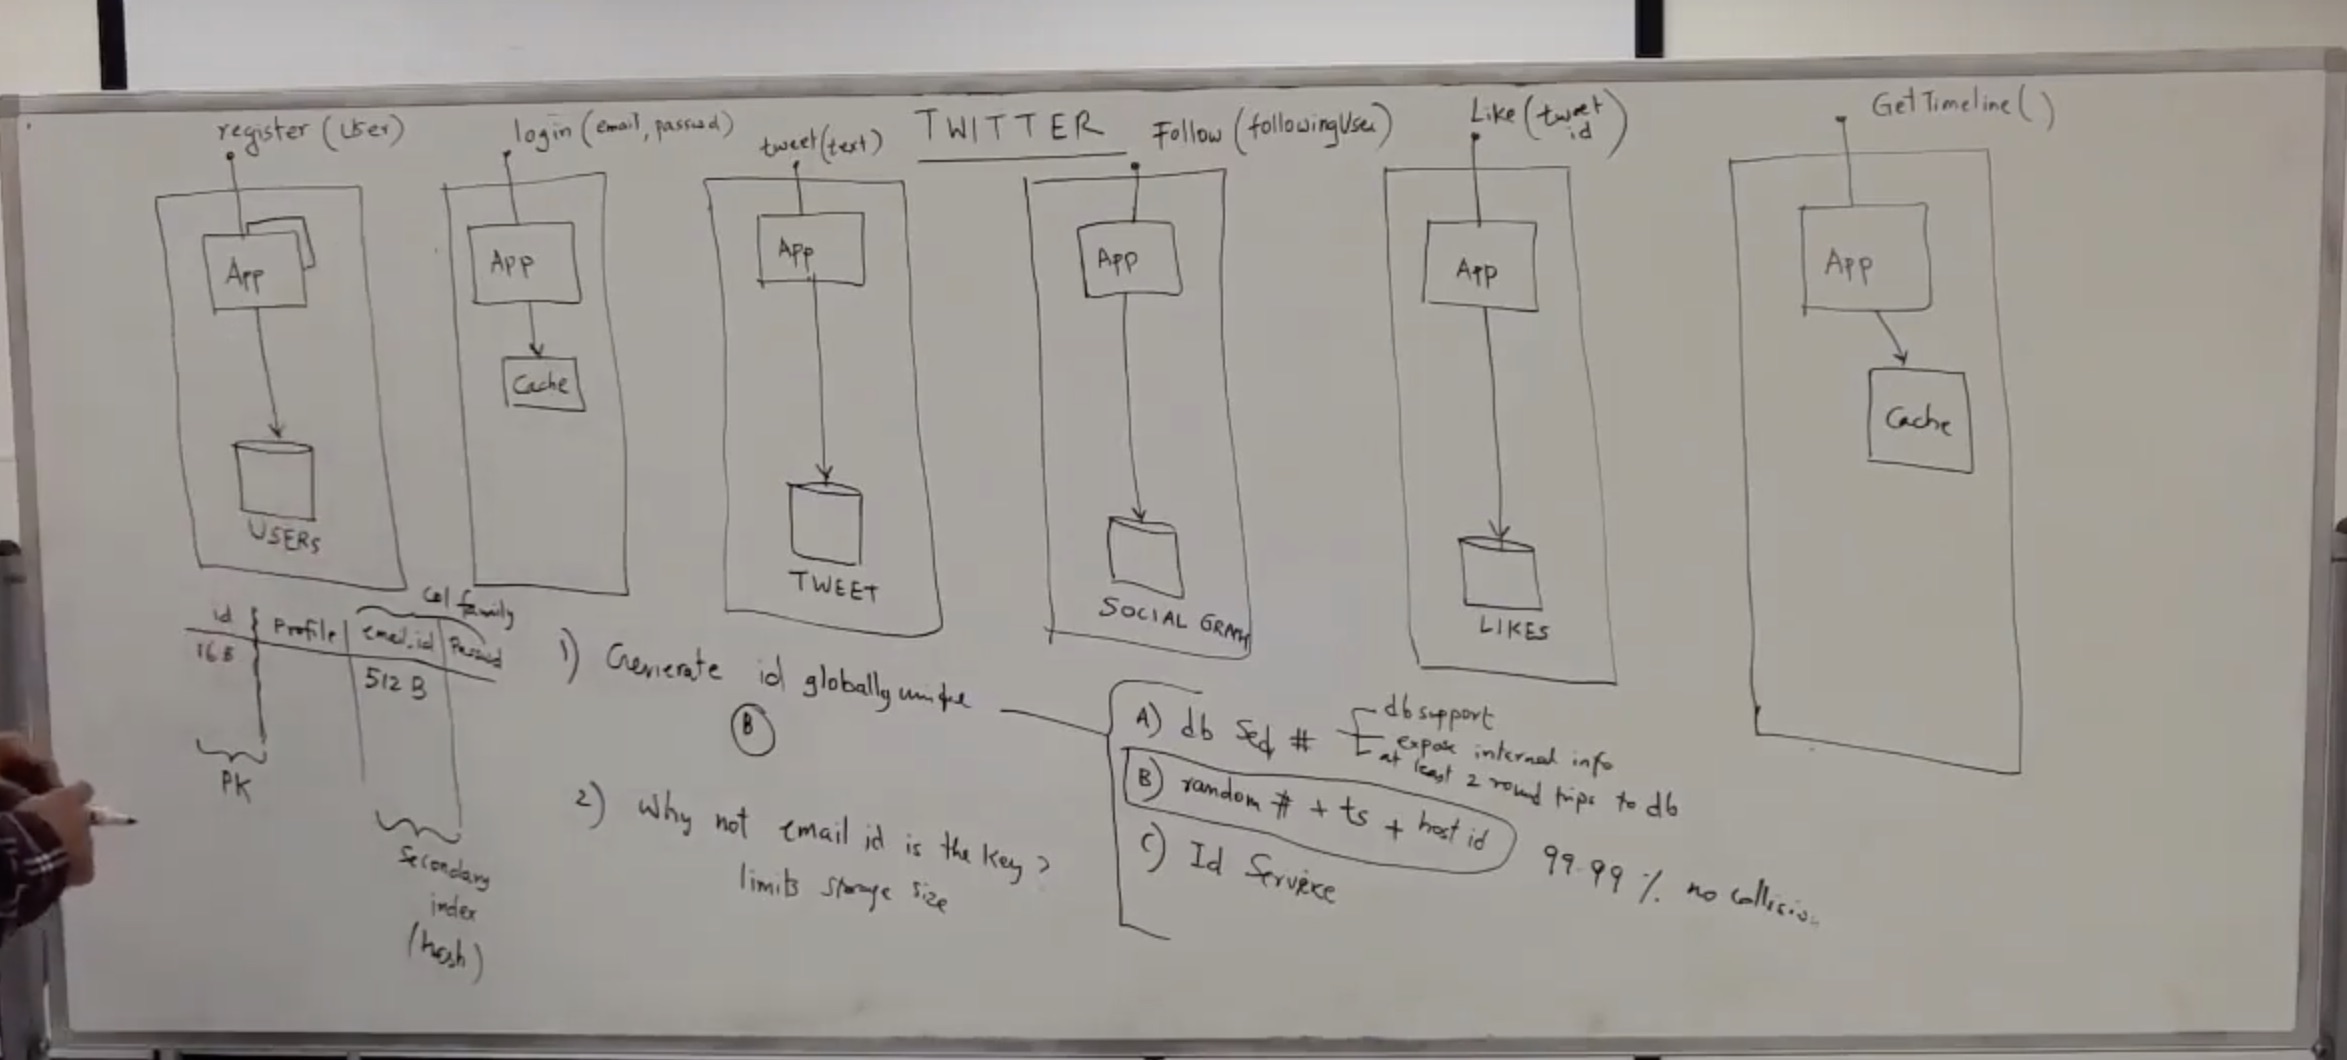 TWITTER
register (User)
login (email, passwd)
tweet(text)
Follow (followingUser)
Like (tweet
id)
GetTimeline()
App
USERS
App
Cache
App
TWEET
App
SOCIAL GRAPH
App
LIKES
App
Cache
Col family
id
Profile
email.id
Passwd
16 B
512 B
PK
Secondary
index
(hash)
1) Generate id globally unique
B
2) Why not email id is the key?
limits storage size
A) db Seq #
db support
expose internal info
at least 2 round trips to db
B) random # + ts + host id
99.99 % no collision
C) Id Service